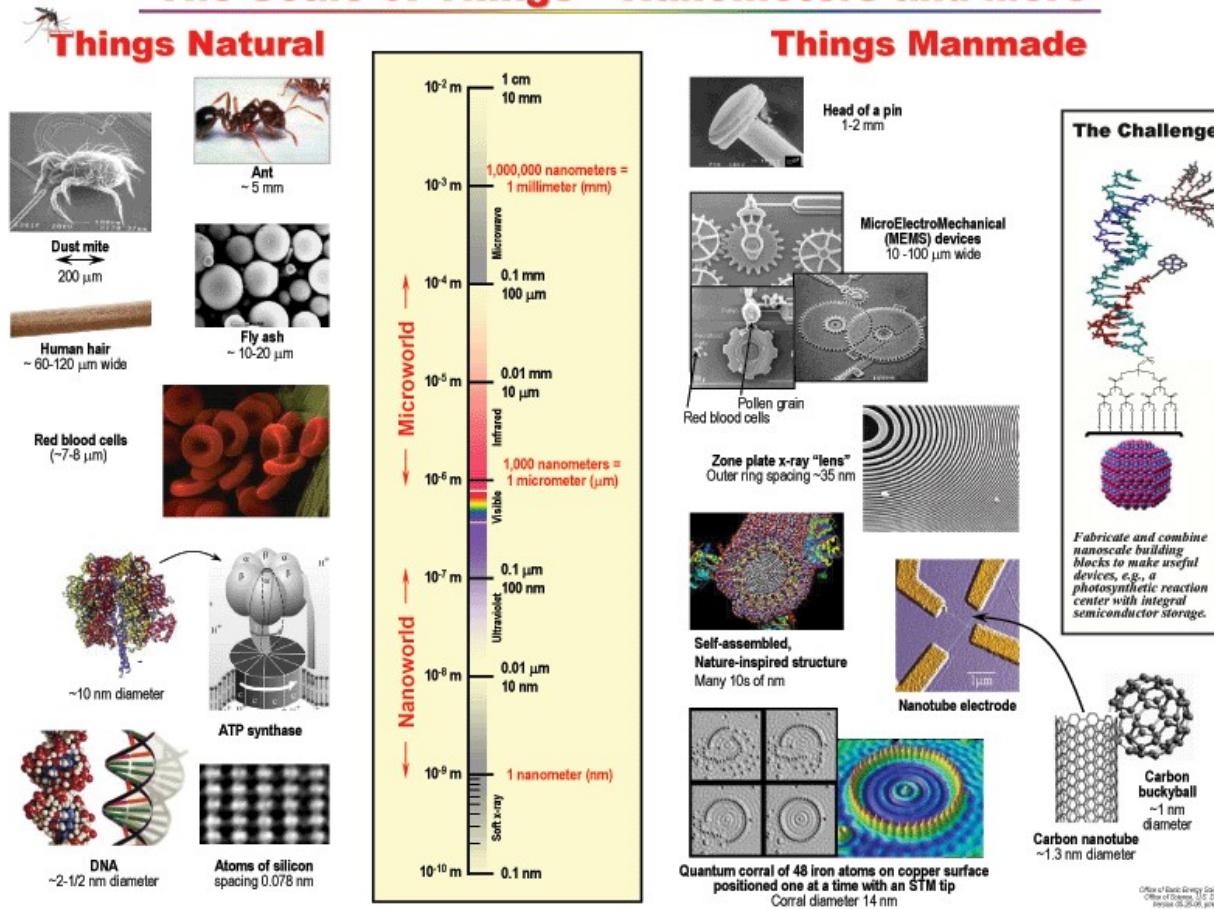 The Scale of Things – Nanometers and More
Things Natural
Things Manmade
Ant
~ 5 mm
Dust mite
200 μm
Human hair
~ 60-120 μm wide
Fly ash
~ 10-20 μm
Red blood cells
(~7-8 μm)
~10 nm diameter
ATP synthase
DNA
~2-1/2 nm diameter
Atoms of silicon
spacing 0.078 nm
10⁻² m
1 cm
10 mm
1,000,000 nanometers =
10⁻³ m
1 millimeter (mm)
Microwave
10⁻⁴ m
0.1 mm
100 μm
Microworld
0.01 mm
10⁻⁵ m
10 μm
Infrared
1,000 nanometers =
10⁻⁶ m
1 micrometer (μm)
Visible
10⁻⁷ m
0.1 μm
100 nm
Ultraviolet
Nanoworld
0.01 μm
10⁻⁸ m
10 nm
10⁻⁹ m
1 nanometer (nm)
Soft x-ray
10⁻¹⁰ m
0.1 nm
Head of a pin
1-2 mm
MicroElectroMechanical
(MEMS) devices
10 -100 μm wide
Pollen grain
Red blood cells
Zone plate x-ray “lens”
Outer ring spacing ~35 nm
Self-assembled,
Nature-inspired structure
Many 10s of nm
1μm
Nanotube electrode
Quantum corral of 48 iron atoms on copper surface
positioned one at a time with an STM tip
Corral diameter 14 nm
Carbon nanotube
~1.3 nm diameter
Carbon
buckyball
~1 nm
diameter
The Challenge
Fabricate and combine
nanoscale building
blocks to make useful
devices, e.g., a
photosynthetic reaction
center with integral
semiconductor storage.